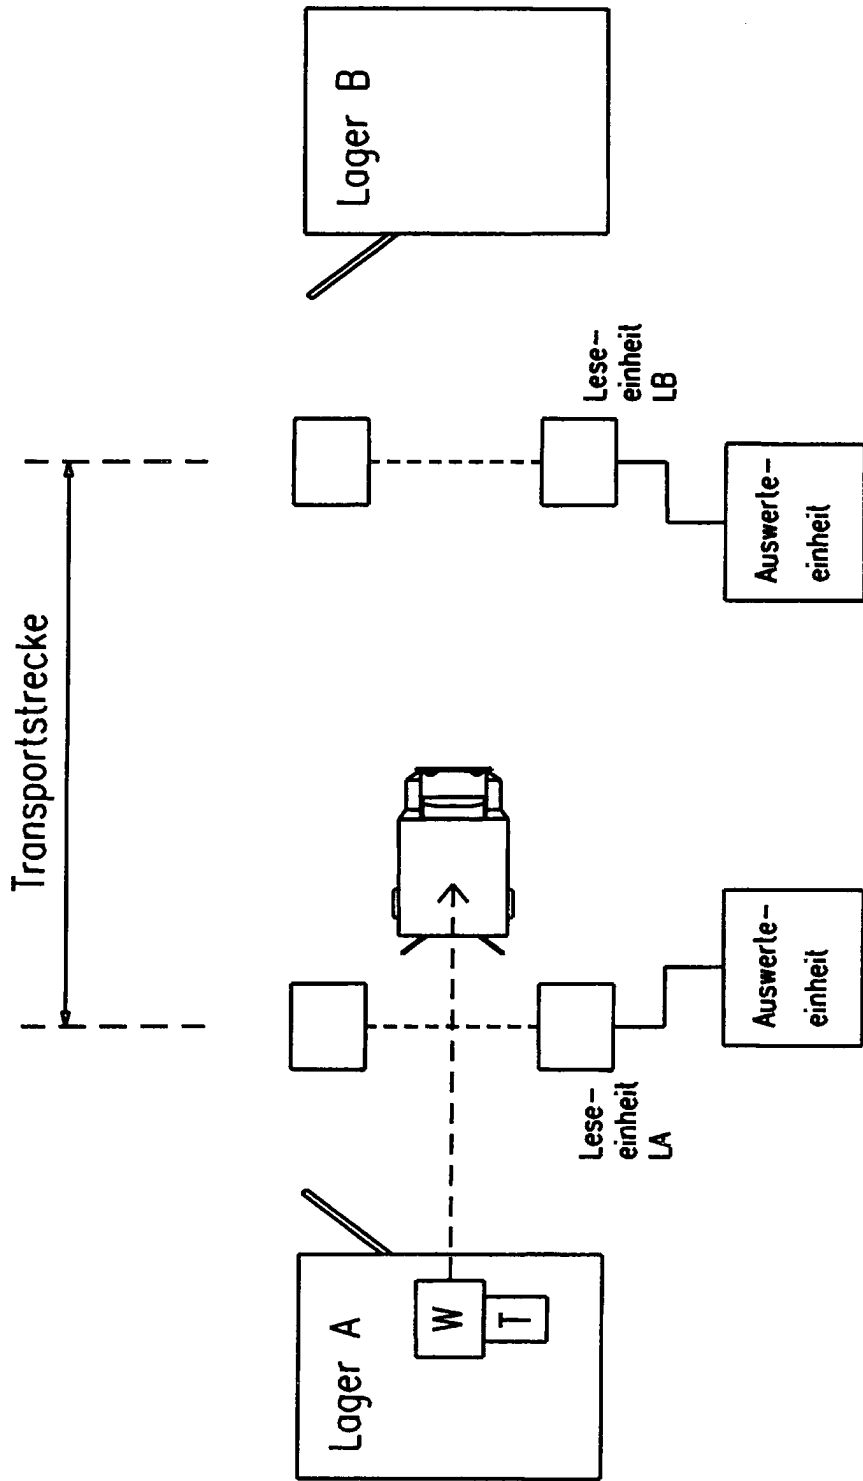 Transportstrecke
Lager A
W
T
Lese-
einheit
LA
Auswerte-
einheit
Lese-
einheit
LB
Auswerte-
einheit
Lager B